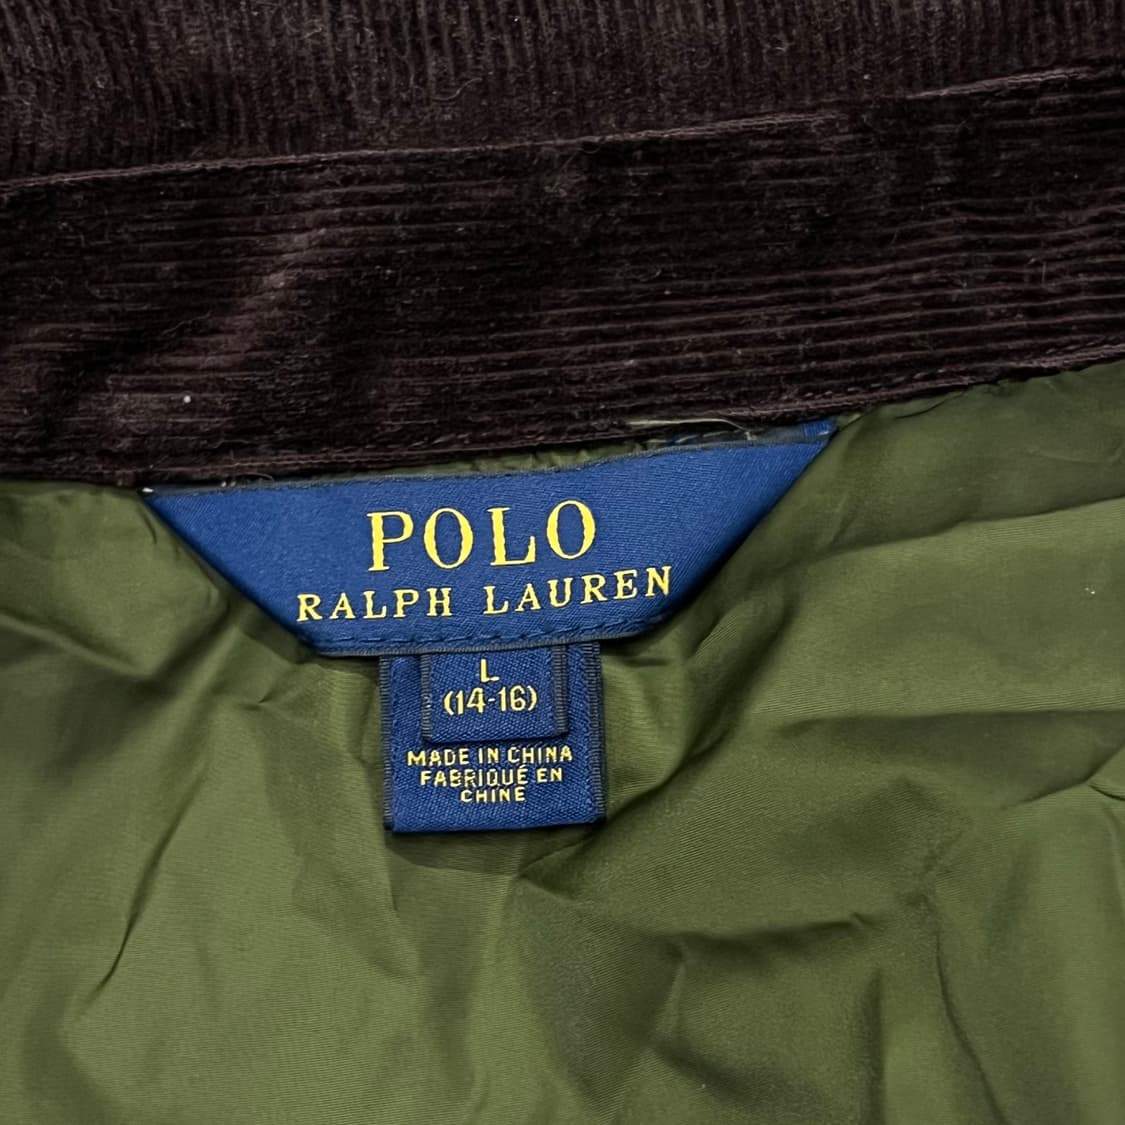 POLO
RALPH LAUREN
L
(14-16)
MADE IN CHINA
FABRIQUÉ EN
CHINE